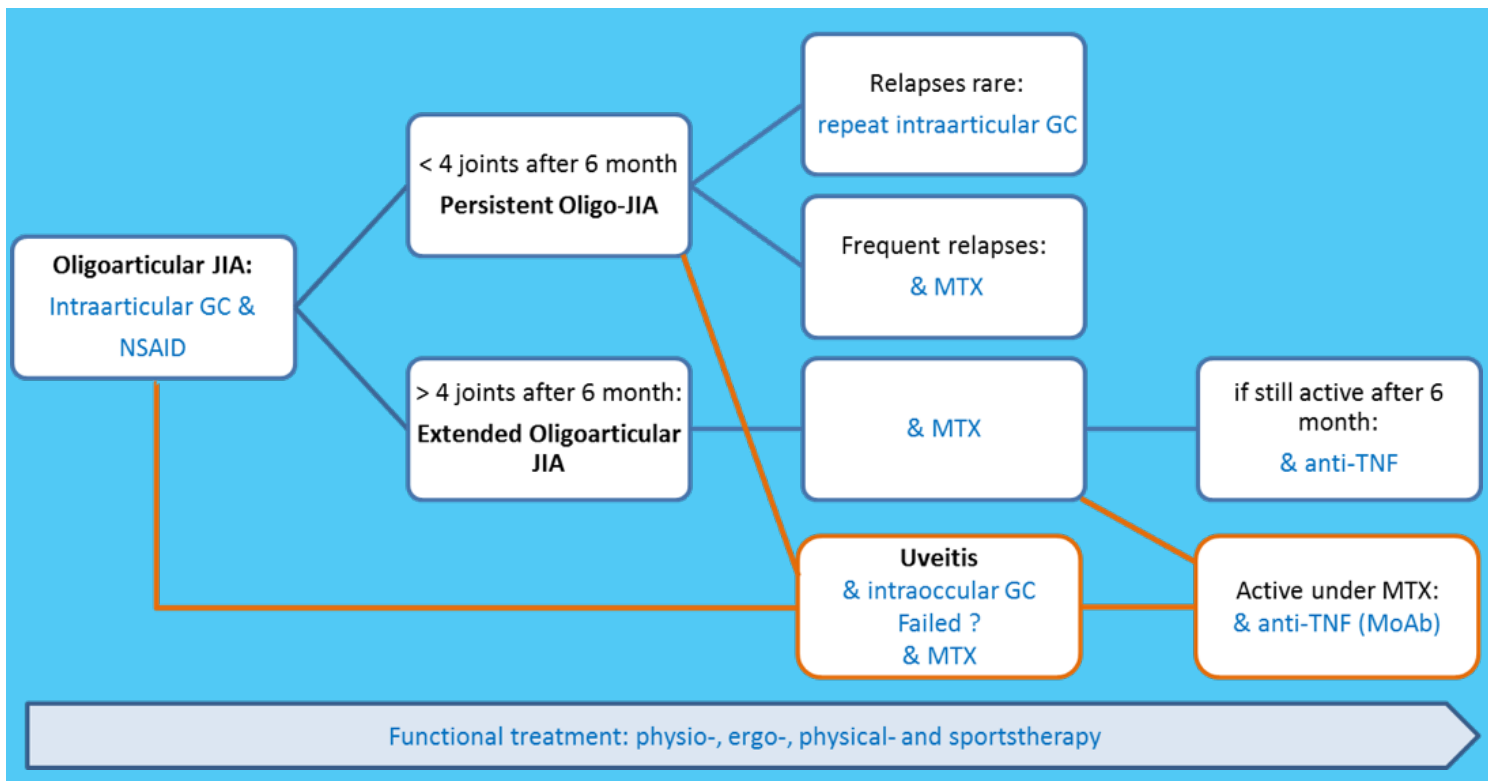 Oligoarticular JIA:
Intraarticular GC &
NSAID
< 4 joints after 6 month
Persistent Oligo-JIA
> 4 joints after 6 month:
Extended Oligoarticular
JIA
Relapses rare:
repeat intraarticular GC
Frequent relapses:
& MTX
& MTX
if still active after 6
month:
& anti-TNF
Uveitis
& intraoccular GC
Failed ?
& MTX
Active under MTX:
& anti-TNF (MoAb)
Functional treatment: physio-, ergo-, physical- and sportstherapy